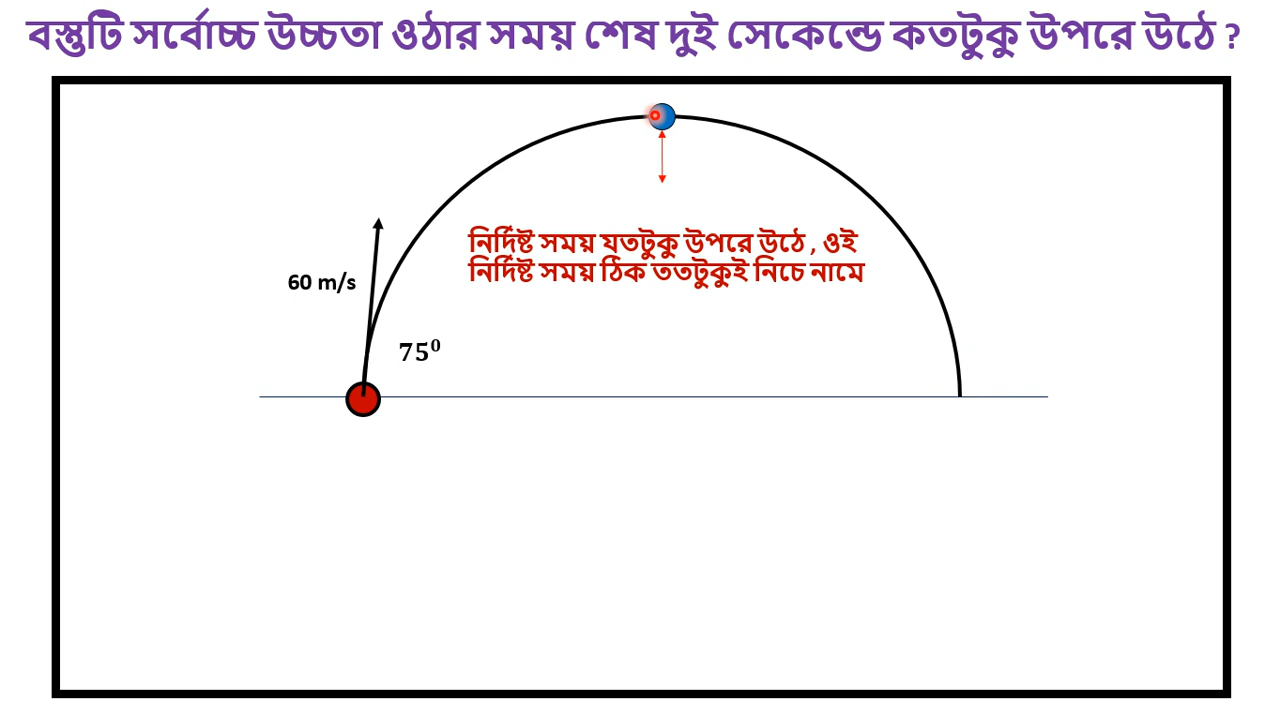 বস্তুটি সর্বোচ্চ উচ্চতা ওঠার সময় শেষ দুই সেকেন্ডে কতটুকু উপরে উঠে ?
নির্দিষ্ট সময় যতটুকু উপরে উঠে , ওই
নির্দিষ্ট সময় ঠিক ততটুকুই নিচে নামে
60 m/s
75⁰